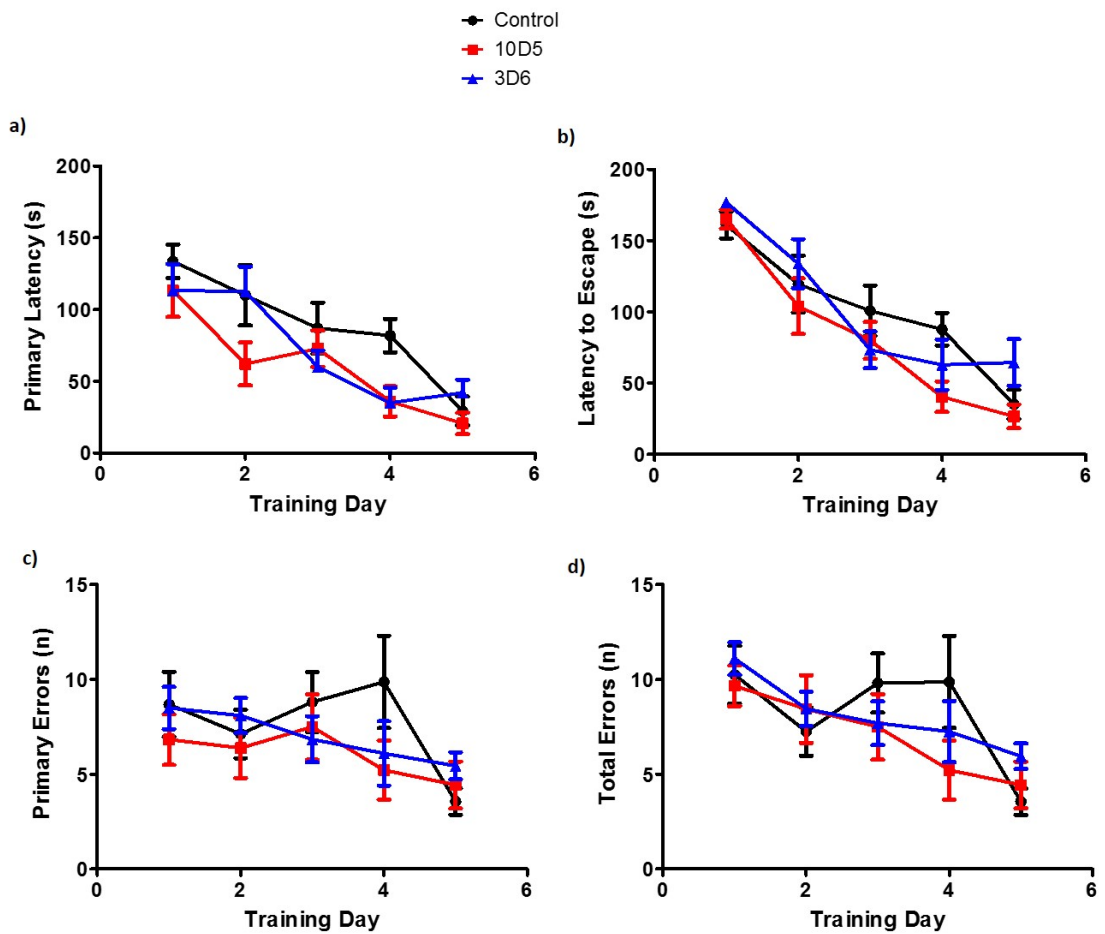 Control
10D5
3D6
a)
b)
200
150
100
50
0
0
2
4
6
Primary Latency (s)
Training Day
200
150
100
50
0
0
2
4
6
Latency to Escape (s)
Training Day
c)
d)
15
10
5
0
0
2
4
6
Primary Errors (n)
Training Day
15
10
5
0
0
2
4
6
Total Errors (n)
Training Day